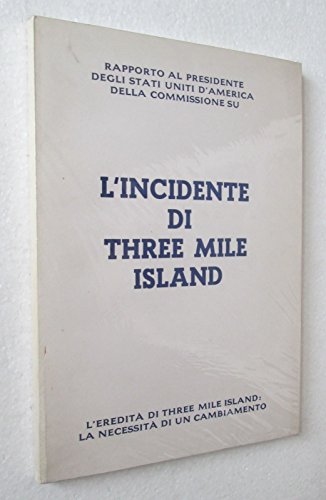 RAPPORTO AL PRESIDENTE
DEGLI STATI UNITI D'AMERICA
DELLA COMMISSIONE SU
L'INCIDENTE
DI
THREE MILE
ISLAND
L'EREDITÀ DI THREE MILE ISLAND:
LA NECESSITÀ DI UN CAMBIAMENTO